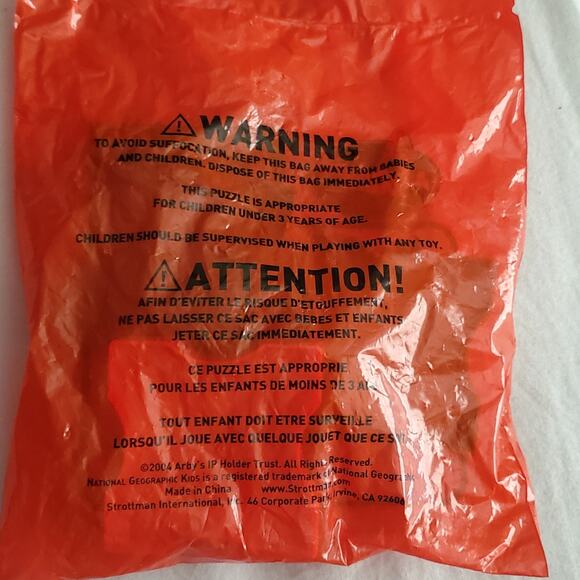 ⚠ WARNING
TO AVOID SUFFOCATION, KEEP THIS BAG AWAY FROM BABIES
AND CHILDREN. DISPOSE OF THIS BAG IMMEDIATELY.
THIS PUZZLE IS APPROPRIATE
FOR CHILDREN UNDER 3 YEARS OF AGE.
CHILDREN SHOULD BE SUPERVISED WHEN PLAYING WITH ANY TOY.
⚠ ATTENTION!
AFIN D'EVITER LE RISQUE D'ETOUFFEMENT,
NE PAS LAISSER CE SAC AVEC BEBES ET ENFANTS
JETER CE SAC IMMEDIATEMENT.
CE PUZZLE EST APPROPRIE
POUR LES ENFANTS DE MOINS DE 3
TOUT ENFANT DOIT ETRE SURVEILLE
LORSQU'IL JOUE AVEC QUELQUE JOUET QUE CE
©2004 Arby's IP Holder Trust. All Rights Reserved.
NATIONAL GEOGRAPHIC KIDS is a registered trademark of National Geographic
Made in China www.Strottman.com
Strottman International, Inc. 46 Corporate Park, Irvine, CA 92606